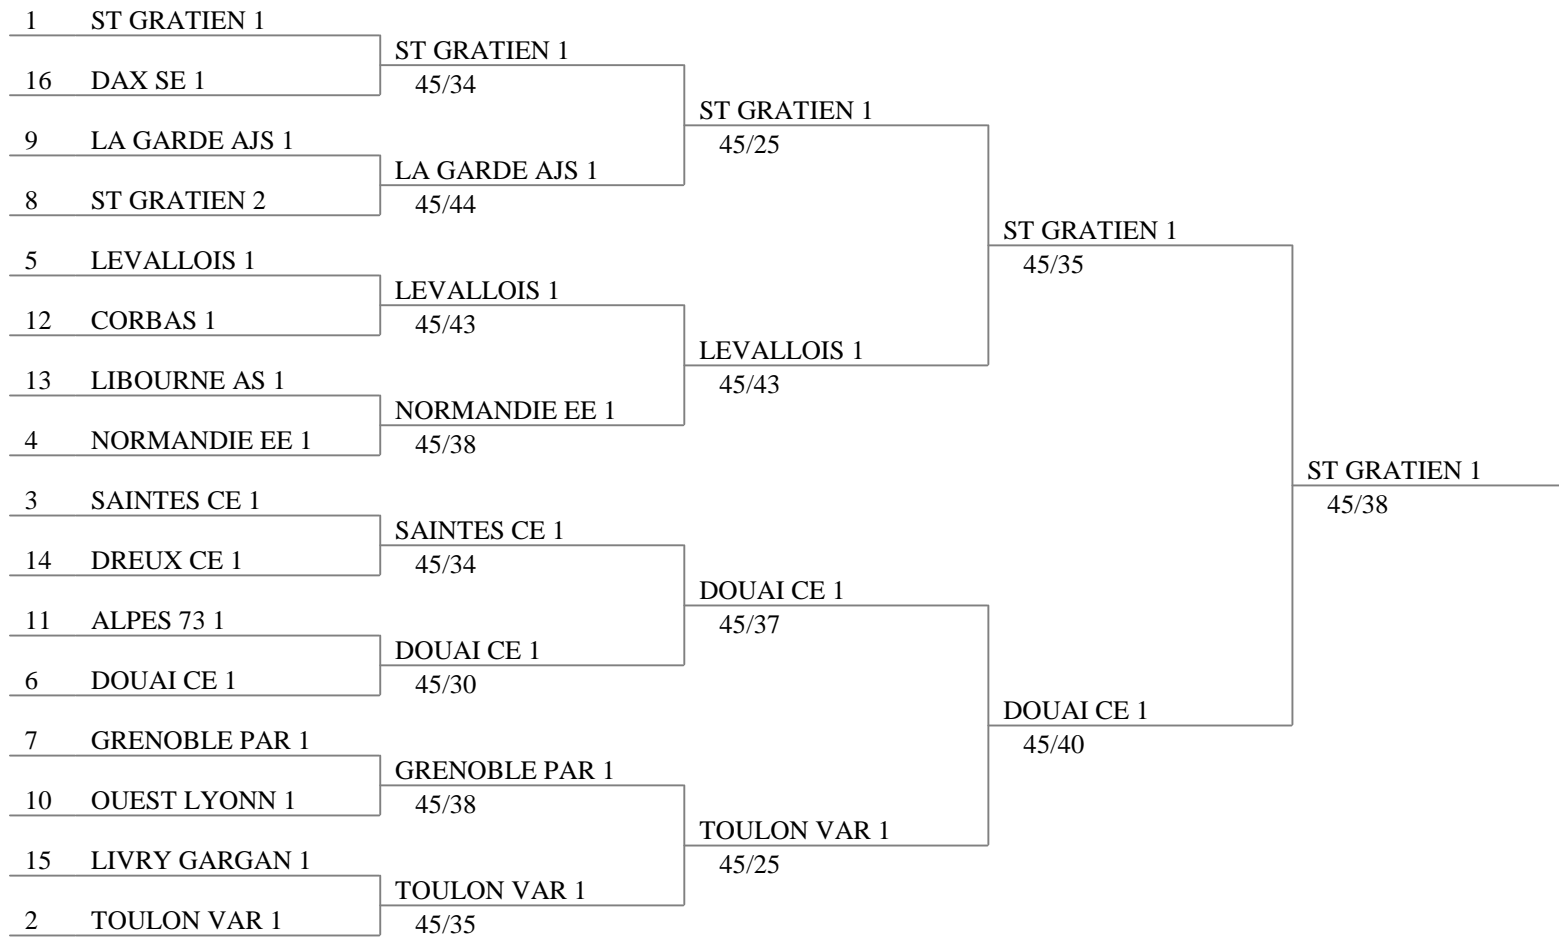 1 ST GRATIEN 1
ST GRATIEN 1
16 DAX SE 1
45/34
ST GRATIEN 1
9 LA GARDE AJS 1
45/25
LA GARDE AJS 1
8 ST GRATIEN 2
45/44
ST GRATIEN 1
5 LEVALLOIS 1
45/35
LEVALLOIS 1
12 CORBAS 1
45/43
LEVALLOIS 1
13 LIBOURNE AS 1
45/43
NORMANDIE EE 1
4 NORMANDIE EE 1
45/38
ST GRATIEN 1
3 SAINTES CE 1
45/38
SAINTES CE 1
14 DREUX CE 1
45/34
DOUAI CE 1
11 ALPES 73 1
45/37
DOUAI CE 1
6 DOUAI CE 1
45/30
DOUAI CE 1
7 GRENOBLE PAR 1
45/40
GRENOBLE PAR 1
10 OUEST LYONN 1
45/38
TOULON VAR 1
15 LIVRY GARGAN 1
45/25
TOULON VAR 1
2 TOULON VAR 1
45/35